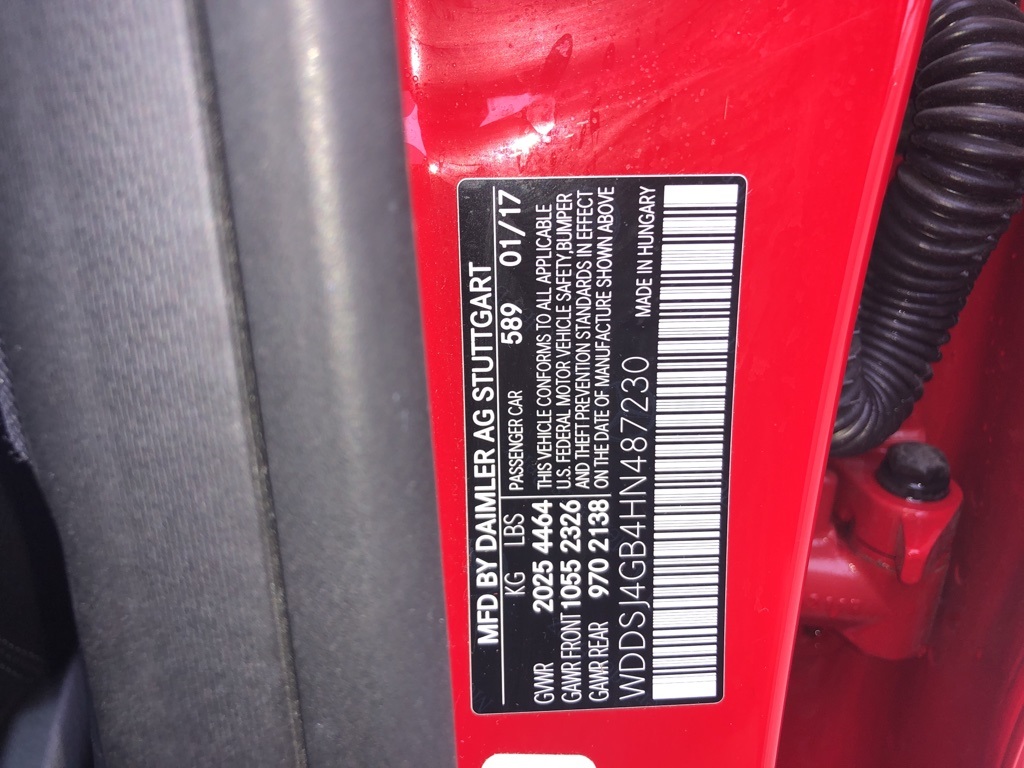 MFD BY DAIMLER AG STUTTGART 01/17
KG LBS PASSENGER CAR 589
GVWR 2025 4464 THIS VEHICLE CONFORMS TO ALL APPLICABLE
GAWR FRONT 1055 2326 U.S. FEDERAL MOTOR VEHICLE SAFETY, BUMPER
AND THEFT PREVENTION STANDARDS IN EFFECT
GAWR REAR 970 2138 ON THE DATE OF MANUFACTURE SHOWN ABOVE
WDDSJ4GB4HN487230 MADE IN HUNGARY